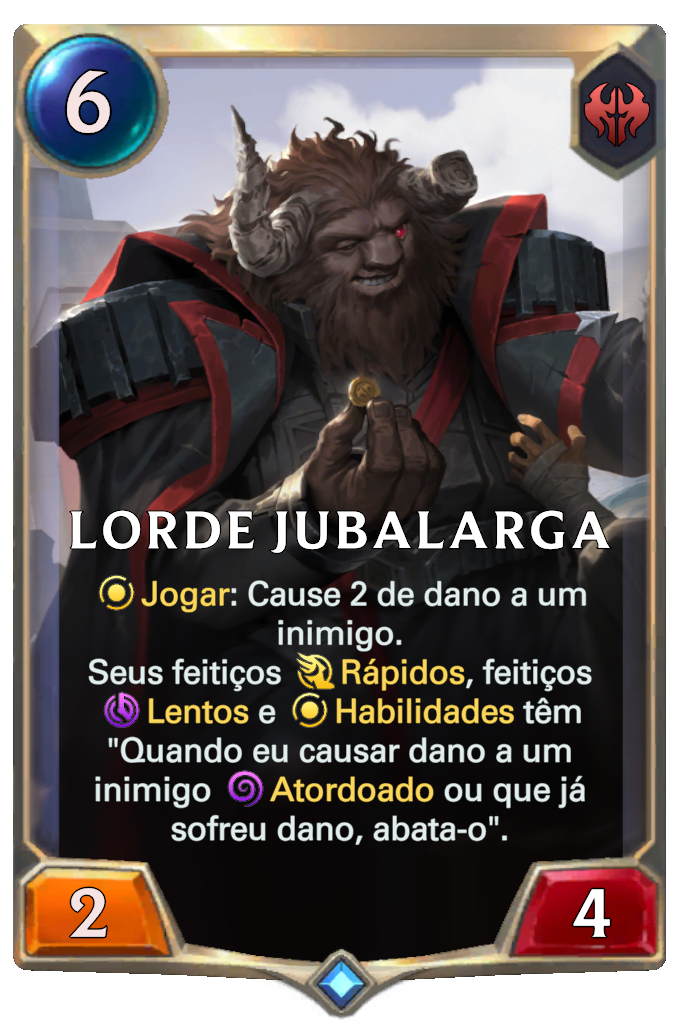 6
LORDE JUBALARGA
Jogar: Cause 2 de dano a um
inimigo.
Seus feitiços Rápidos, feitiços
Lentos e Habilidades têm
"Quando eu causar dano a um
inimigo Atordoado ou que já
sofreu dano, abata-o".
2
4